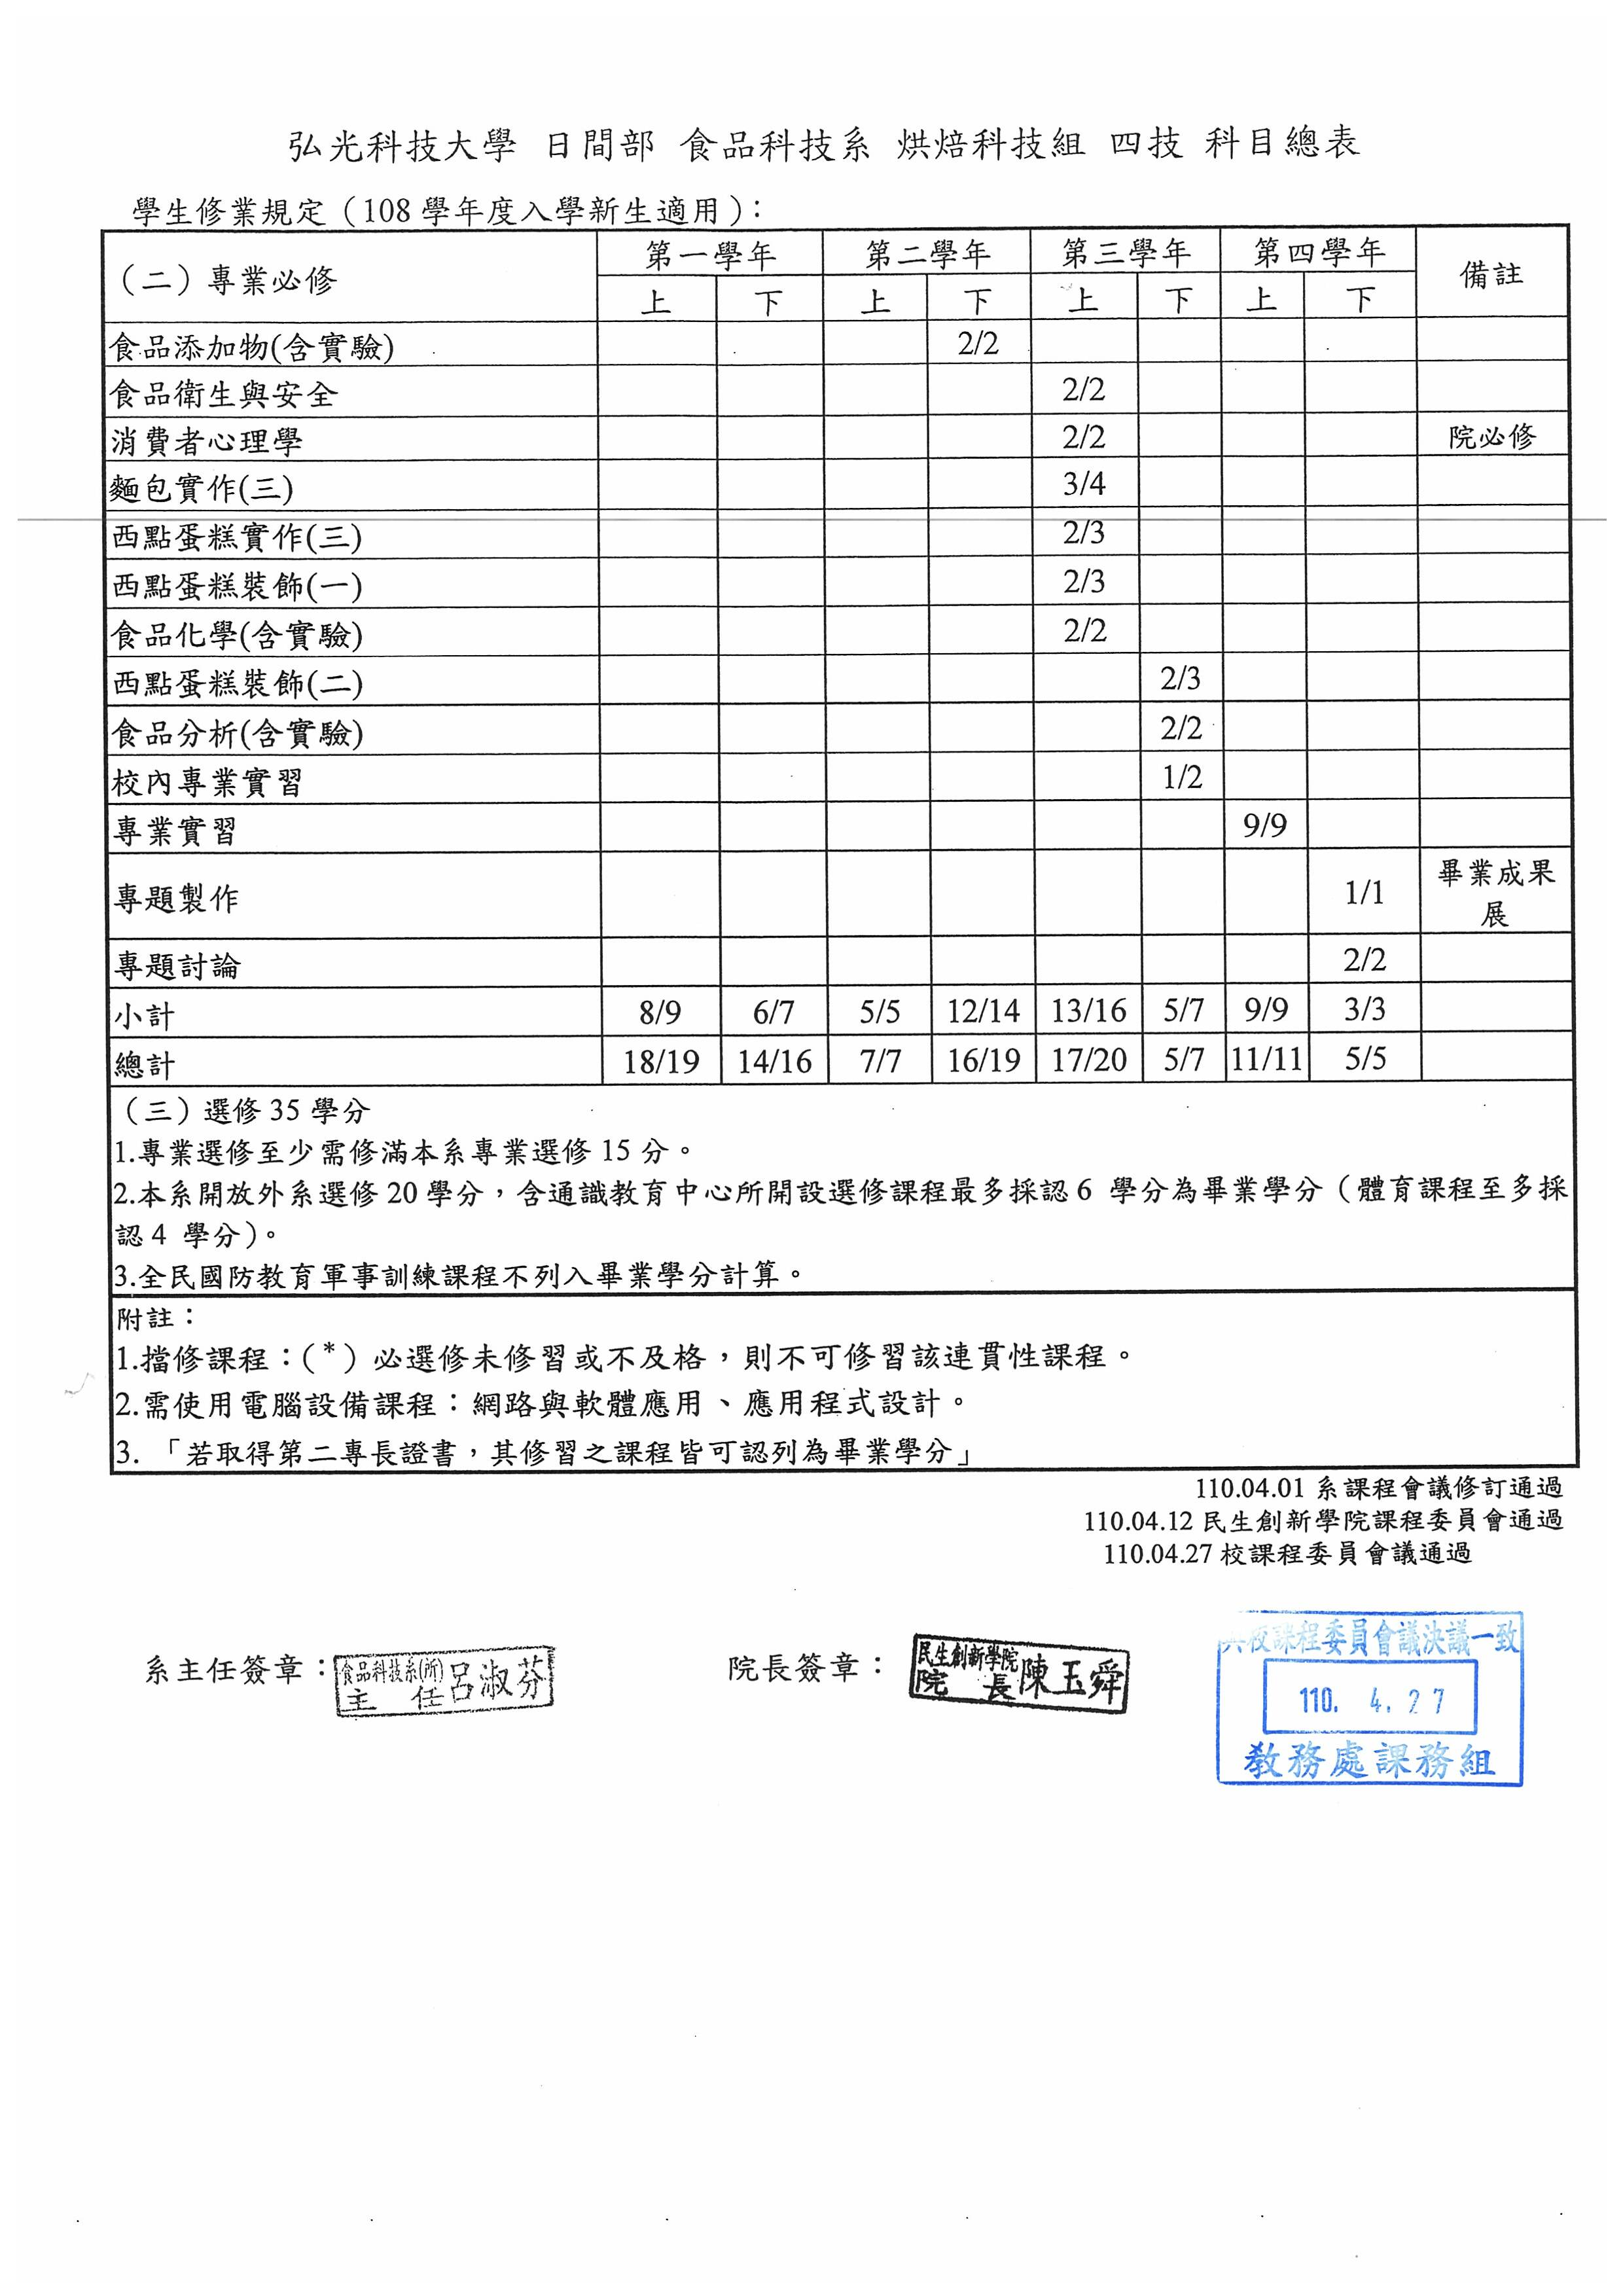 弘光科技大學 日間部 食品科技系 烘焙科技組 四技 科目總表
學生修業規定（108 學年度入學新生適用）：
（二）專業必修 第一學年 第二學年 第三學年 第四學年 備註
上 下 上 下 上 下 上 下
食品添加物(含實驗) 2/2
食品衛生與安全 2/2
消費者心理學 2/2 院必修
麵包實作(三) 3/4
西點蛋糕實作(三) 2/3
西點蛋糕裝飾(一) 2/3
食品化學(含實驗) 2/2
西點蛋糕裝飾(二) 2/3
食品分析(含實驗) 2/2
校內專業實習 1/2
專業實習 9/9
專題製作 1/1 畢業成果
展
專題討論 2/2
小計 8/9 6/7 5/5 12/14 13/16 5/7 9/9 3/3
總計 18/19 14/16 7/7 16/19 17/20 5/7 11/11 5/5
（三）選修 35 學分
1.專業選修至少需修滿本系專業選修 15 分。
2.本系開放外系選修 20 學分，含通識教育中心所開設選修課程最多採認 6 學分為畢業學分（體育課程至多採
認 4 學分）。
3.全民國防教育軍事訓練課程不列入畢業學分計算。
附註：
1.擋修課程：(*) 必選修未修習或不及格，則不可修習該連貫性課程。
2.需使用電腦設備課程：網路與軟體應用、應用程式設計。
3. 「若取得第二專長證書，其修習之課程皆可認列為畢業學分」
110.04.01 系課程會議修訂通過
110.04.12 民生創新學院課程委員會通過
110.04.27 校課程委員會議通過
系主任簽章：
食品科技系(所)
主 任 呂淑芬
院長簽章：
民生創新學院
院 長 陳玉舜
與校課程委員會議決議一致
110. 4. 27
教務處課務組